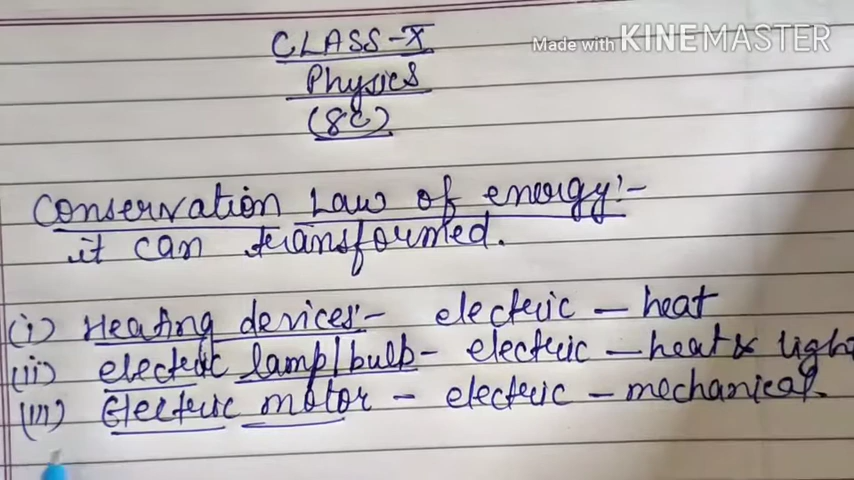 CLASS-X
Made with KINEMASTER
Physics
(8C)
Conservation Law of energy:-
it can transformed.
(i) Heating devices:- electric - heat
(ii) electric lamp/bulb- electric - heat & light
(iii) Electric motor - electric - mechanical.